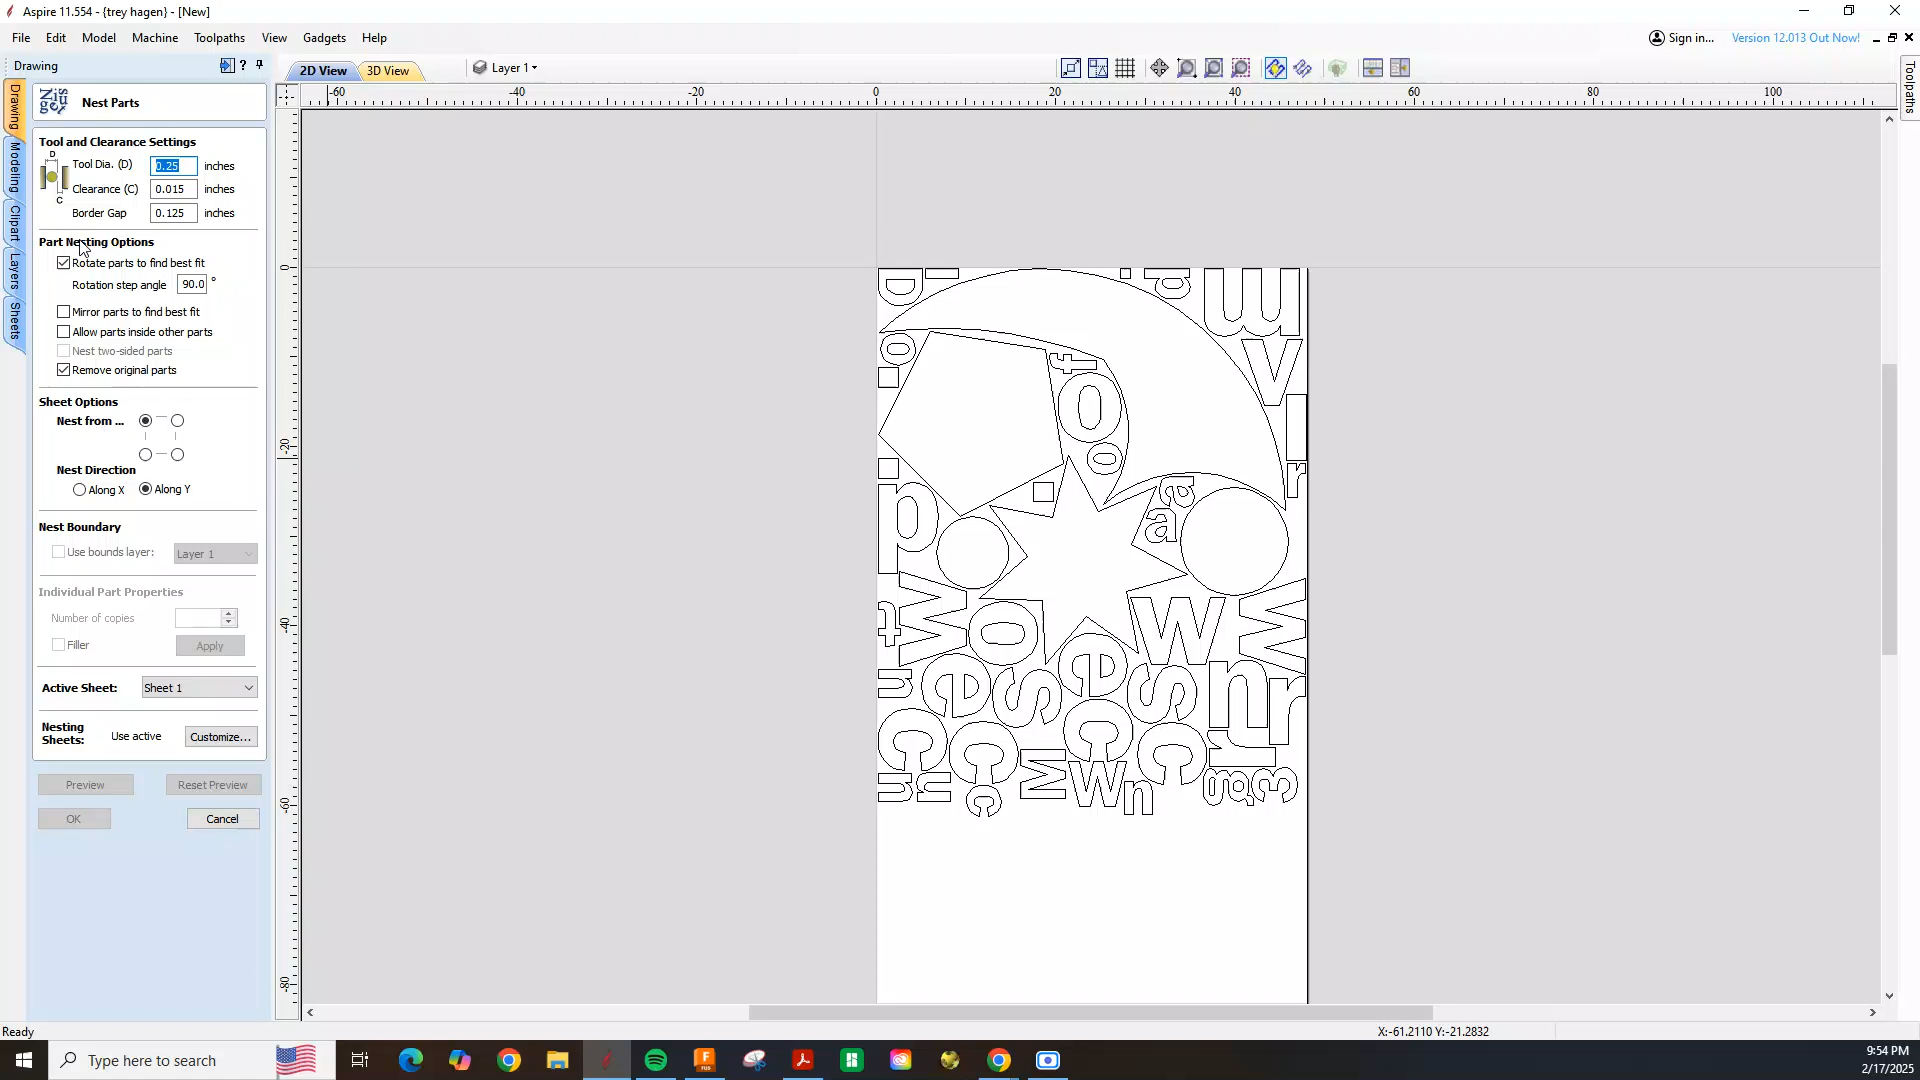 Aspire 11.554 - {trey hagen} - [New]
File Edit Model Machine Toolpaths View Gadgets Help
Sign in... Version 12.013 Out Now!
Drawing
2D View 3D View Layer 1
Nest Parts
-60 -40 -20 0 20 40 60 80 100
Toolpaths
Drawing
Modeling
Clipart
Layers
Sheets
Tool and Clearance Settings
D
C
Tool Dia. (D) 0.25 inches
Clearance (C) 0.015 inches
Border Gap 0.125 inches
Part Nesting Options
Rotate parts to find best fit
Rotation step angle 90.0 °
Mirror parts to find best fit
Allow parts inside other parts
Nest two-sided parts
Remove original parts
Sheet Options
Nest from ...
Nest Direction
Along X Along Y
Nest Boundary
Use bounds layer: Layer 1
Individual Part Properties
Number of copies
Filler Apply
Active Sheet: Sheet 1
Nesting Sheets: Use active Customize...
Preview Reset Preview
OK Cancel
0
-20
-40
-60
-80
Ready X:-61.2110 Y:-21.2832
Type here to search
9:54 PM
2/17/2025